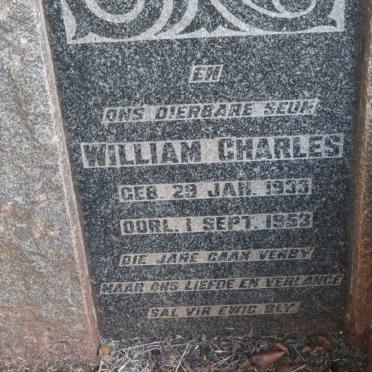 EN
ONS DIERBARE SEUN
WILLIAM CHARLES
GEB. 29 JAN. 1933
OORL. 1 SEPT. 1953
DIE JARE GAAN VERBY
MAAR ONS LIEFDE EN VERLANGE
SAL VIR EWIG BLY